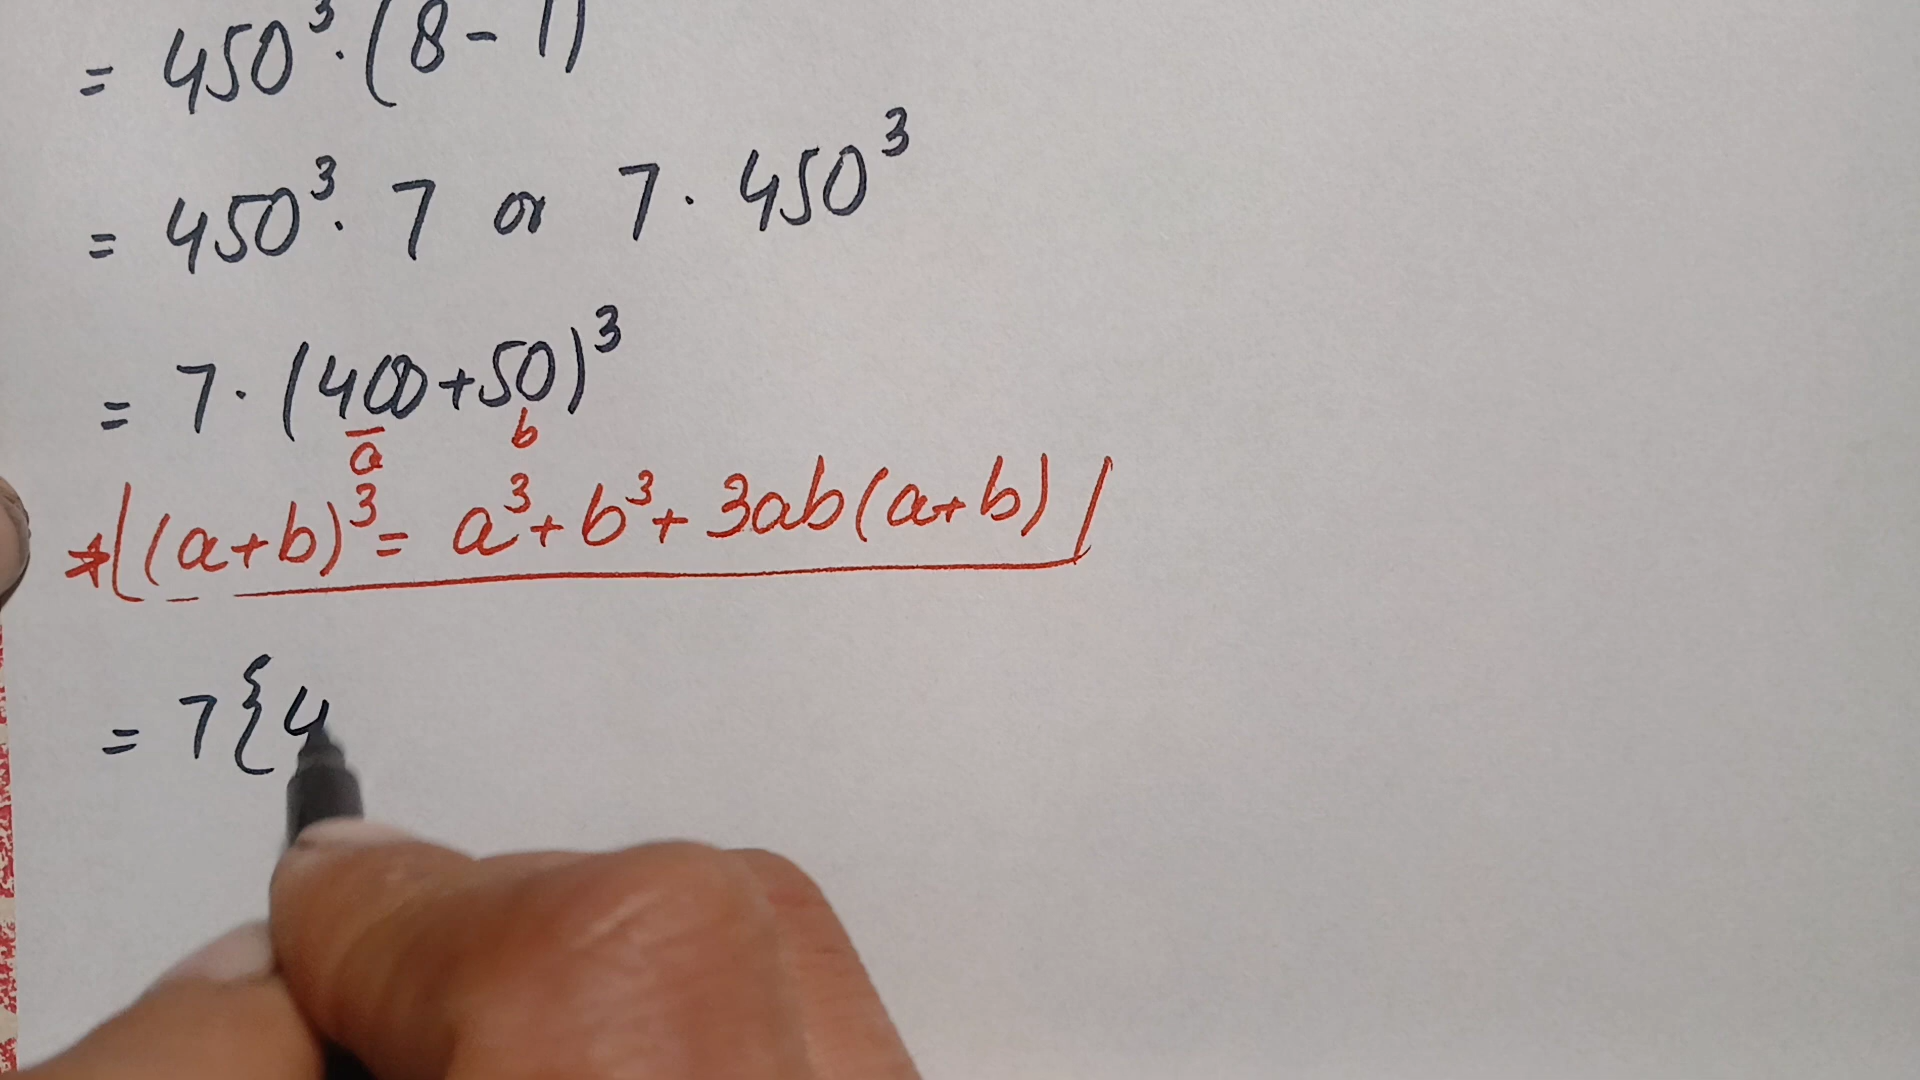 = 450³·(8-1)
= 450³·7 or 7·450³
= 7·(400+50)³
a b
*(a+b)³= a³+b³+3ab(a+b)
= 7{4